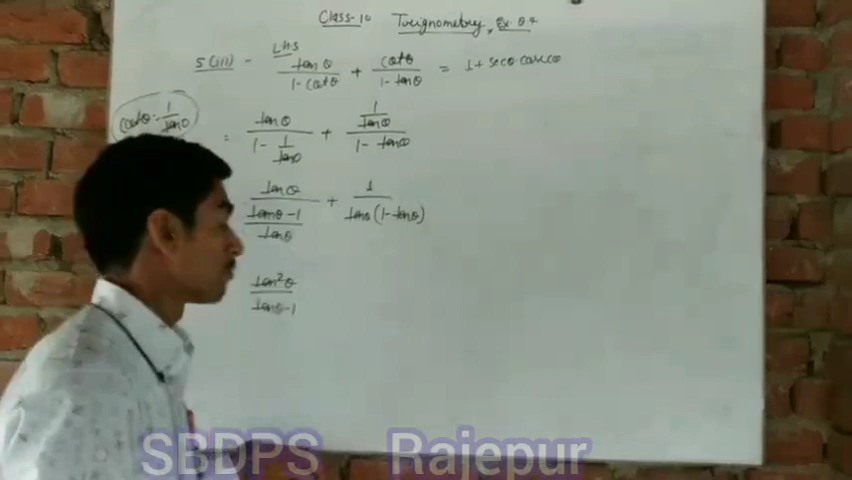 Class-10 Trignometry, Ex. 8.4
5(iii) - LHS tanθ/(1-cotθ) + cotθ/(1-tanθ) = 1 + secθ.cosecθ
cotθ = 1/tanθ
= tanθ/(1 - 1/tanθ) + (1/tanθ)/(1 - tanθ)
tanθ/((tanθ-1)/tanθ) + 1/(tanθ(1-tanθ))
tan²θ/(tanθ-1)
SBDPS Rajepur